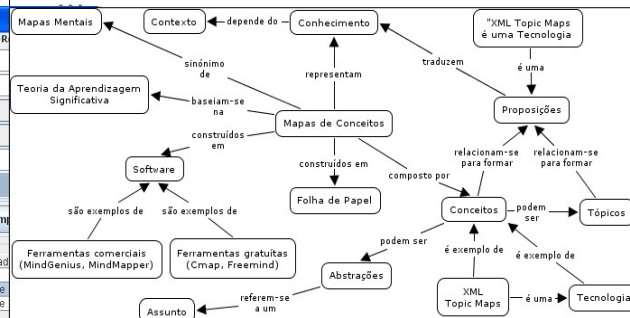 Mapas Mentais
Contexto
depende do
Conhecimento
"XML Topic Maps
é uma Tecnologia
sinónimo
de
representam
traduzem
é uma
Teoria da Aprendizagem
Significativa
baseiam-se
na
Mapas de Conceitos
Proposições
construídos
em
Software
construídos em
composto por
relacionam-se
para formar
relacionam-se
para formar
Folha de Papel
são exemplos de
são exemplos de
Conceitos
podem
ser
Tópicos
Ferramentas comerciais
(MindGenius, MindMapper)
Ferramentas gratuítas
(Cmap, Freemind)
podem ser
é exemplo de
é exemplo de
Abstrações
referem-se
a um
Assunto
XML
Topic Maps
é uma
Tecnologia